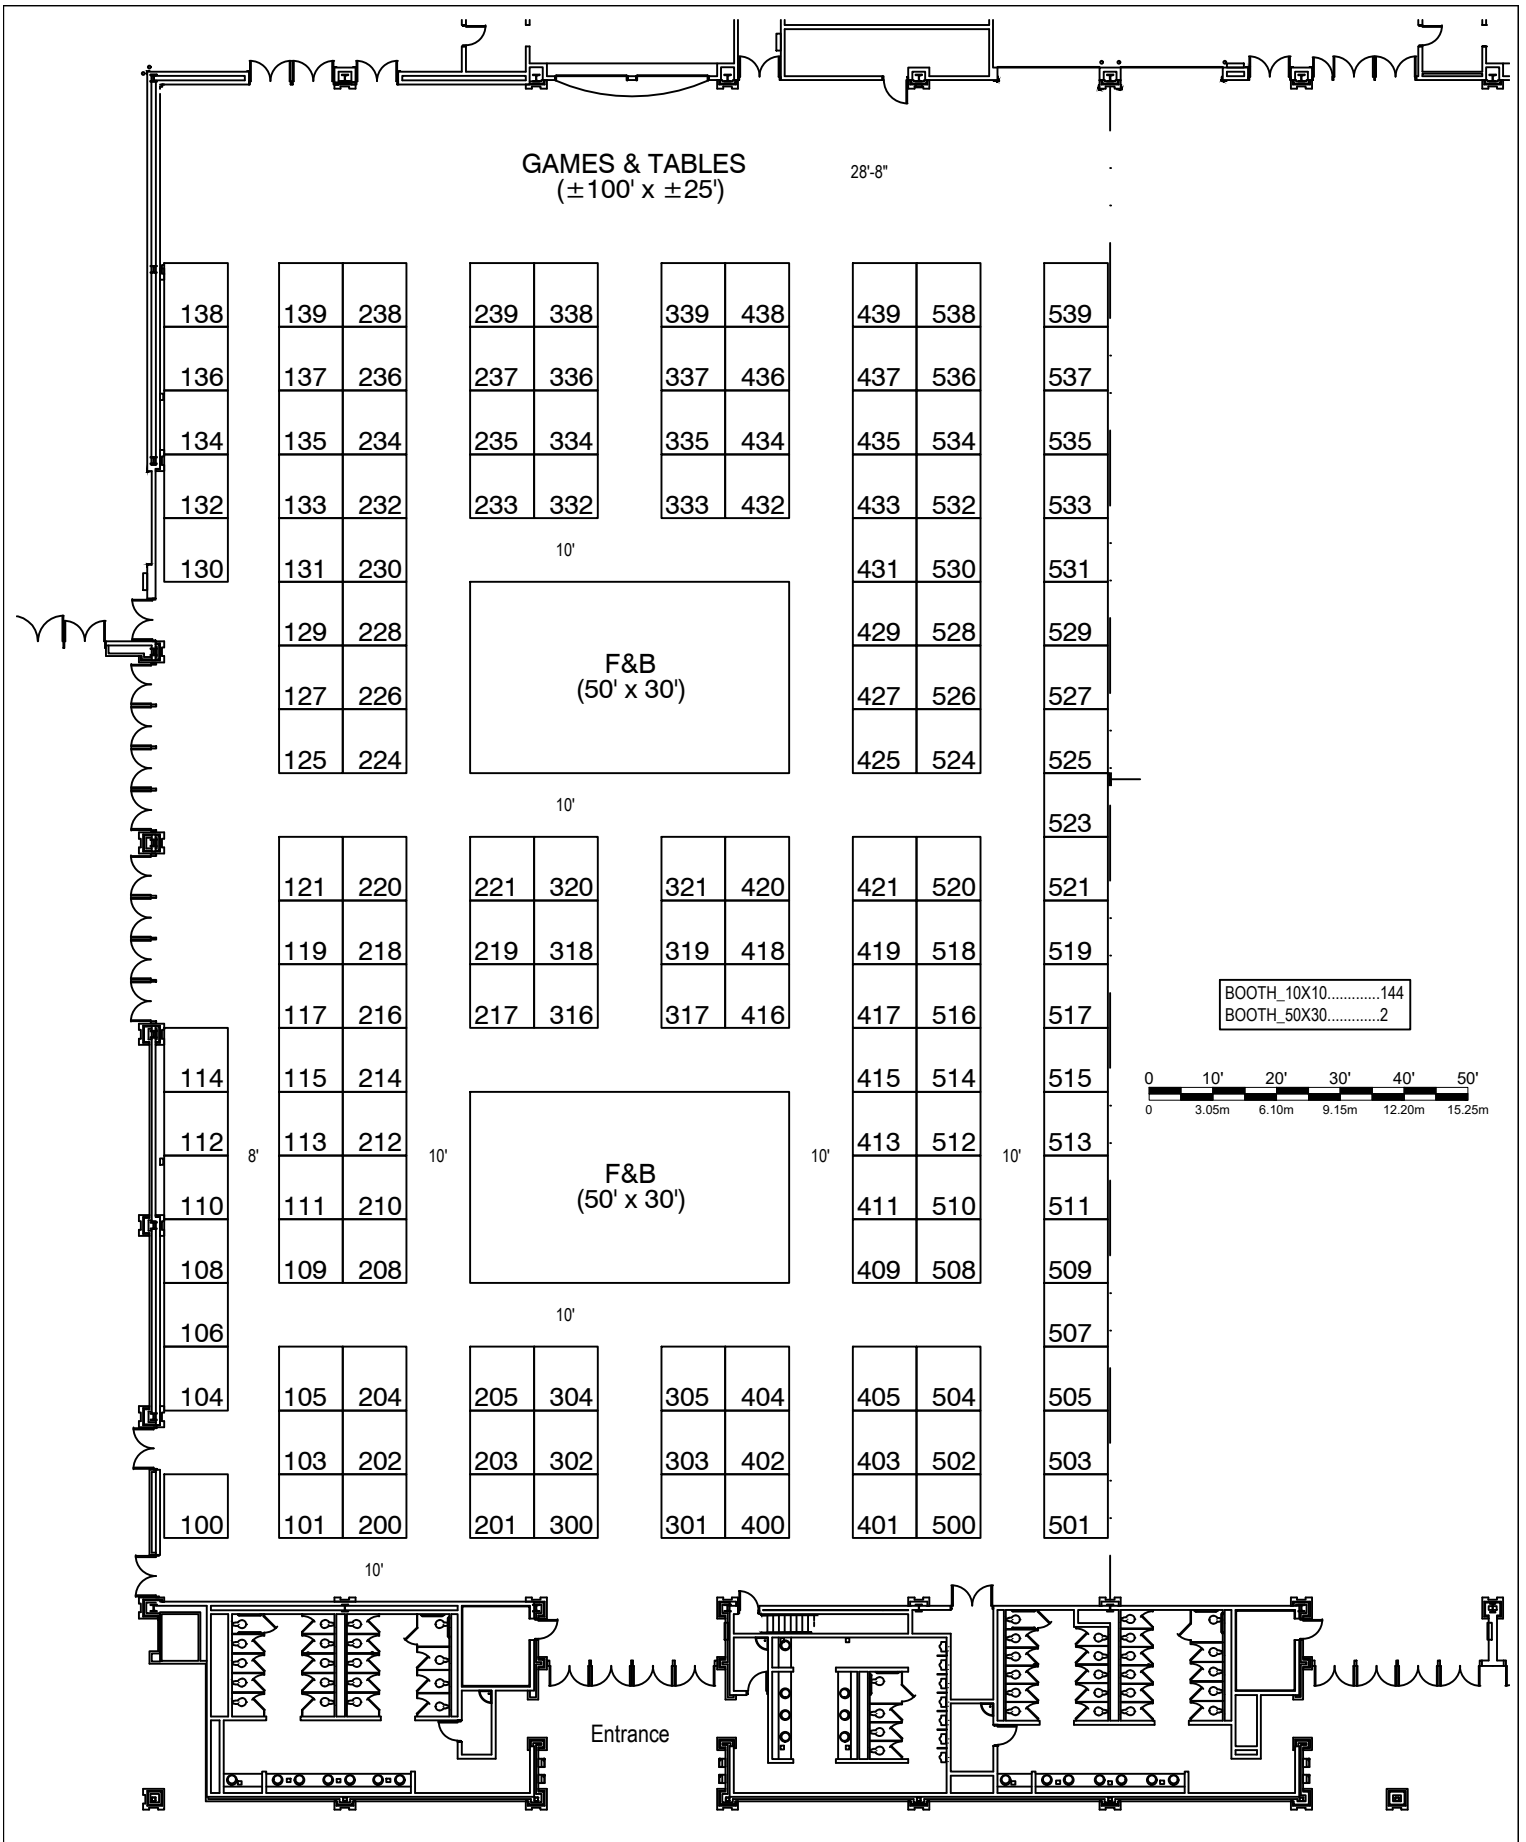 GAMES & TABLES
(±100' x ±25')
28'-8"
138 139 238 239 338 339 438 439 538 539
136 137 236 237 336 337 436 437 536 537
134 135 234 235 334 335 434 435 534 535
132 133 232 233 332 333 432 433 532 533
130 131 230 10' 431 530 531
129 228 429 528 529
F&B
(50' x 30')
127 226 427 526 527
125 224 425 524 525
10' 523
121 220 221 320 321 420 421 520 521
119 218 219 318 319 418 419 518 519
117 216 217 316 317 416 417 516 517
BOOTH_10X10.............144
BOOTH_50X30.............2
114 115 214 415 514 515
0 10' 20' 30' 40' 50'
0 3.05m 6.10m 9.15m 12.20m 15.25m
112 113 212 413 512 513
8' 10' 10' 10'
F&B
(50' x 30')
110 111 210 411 510 511
108 109 208 409 508 509
106 10' 507
104 105 204 205 304 305 404 405 504 505
103 202 203 302 303 402 403 502 503
100 101 200 201 300 301 400 401 500 501
10'
Entrance